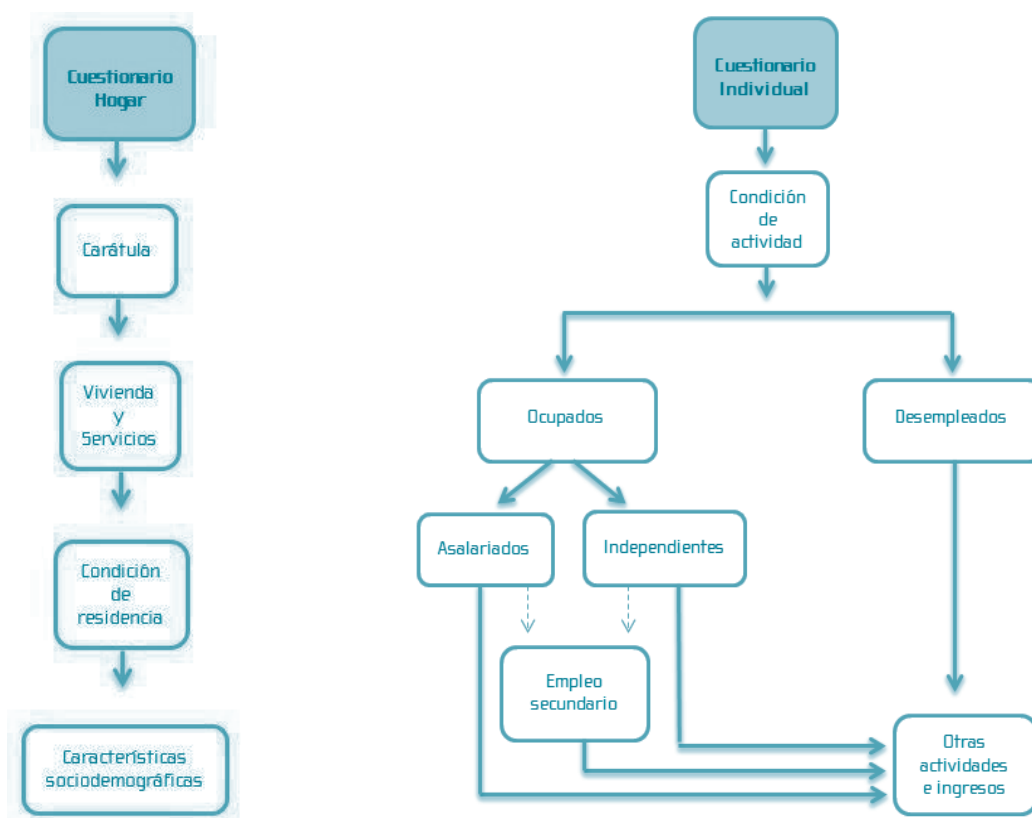 Cuestionario
Hogar
Carátula
Vivienda
y
Servicios
Condición
de
residencia
Características
sociodemográficas
Cuestionario
Individual
Condición
de
actividad
Ocupados
Desempleados
Asalariados
Independientes
Empleo
secundario
Otras
actividades
e ingresos